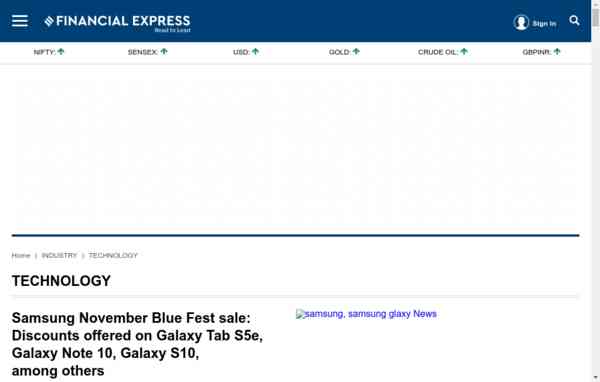 FINANCIAL EXPRESS
Read to Lead
Sign In
NIFTY: SENSEX: USD: GOLD: CRUDE OIL: GBPINR:
Home | INDUSTRY | TECHNOLOGY
TECHNOLOGY
Samsung November Blue Fest sale:
Discounts offered on Galaxy Tab S5e,
Galaxy Note 10, Galaxy S10,
among others
samsung, samsung glaxy News